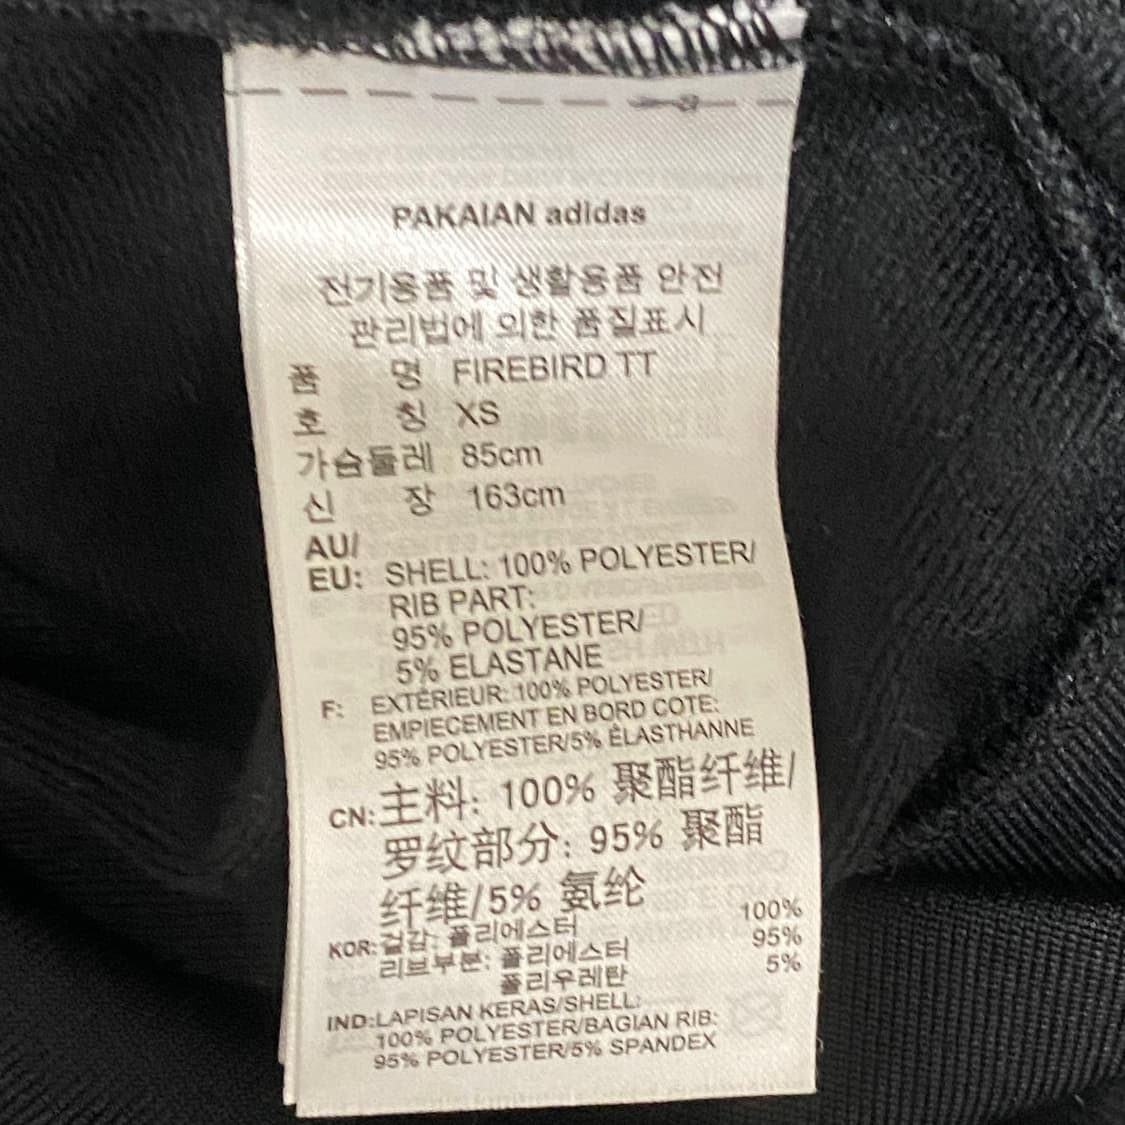 PAKAIAN adidas
전기용품 및 생활용품 안전
관리법에 의한 품질표시
품 명 FIREBIRD TT
호 칭 XS
가슴둘레 85cm
신 장 163cm
AU/
EU: SHELL: 100% POLYESTER/
RIB PART:
95% POLYESTER/
5% ELASTANE
F: EXTÉRIEUR: 100% POLYESTER/
EMPIECEMENT EN BORD COTE:
95% POLYESTER/5% ÉLASTHANNE
CN: 主料: 100% 聚酯纤维/
罗纹部分: 95% 聚酯
纤维/5% 氨纶
KOR: 겉감: 폴리에스터 100%
리브부분: 폴리에스터 95%
폴리우레탄 5%
IND: LAPISAN KERAS/SHELL:
100% POLYESTER/BAGIAN RIB:
95% POLYESTER/5% SPANDEX